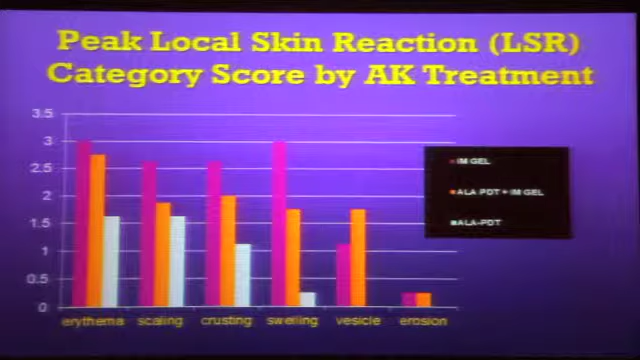 Peak Local Skin Reaction (LSR)
Category Score by AK Treatment
3.5
3
2.5
2
1.5
1
0.5
0
IM GEL
ALA PDT + IM GEL
ALA-PDT
erythema scaling crusting swelling vesicle erosion